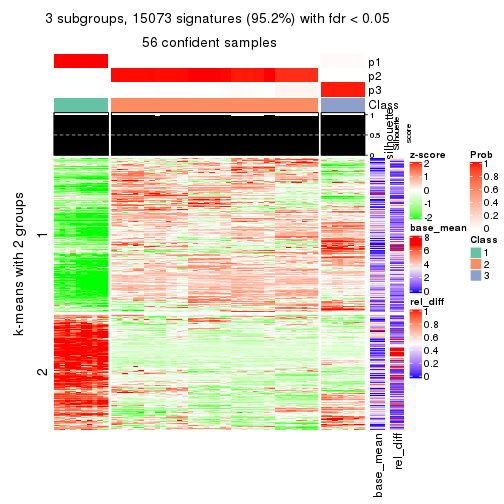 3 subgroups, 15073 signatures (95.2%) with fdr < 0.05
56 confident samples
p1
p2
p3
Class
1
0.5
0
silhouette
Silhouette
score
k-means with 2 groups
1
2
base_mean
rel_diff
z-score
2
1
0
-1
-2
base_mean
8
6
4
2
0
rel_diff
1
0.8
0.6
0.4
0.2
0
Prob
1
0.8
0.6
0.4
0.2
0
Class
1
2
3